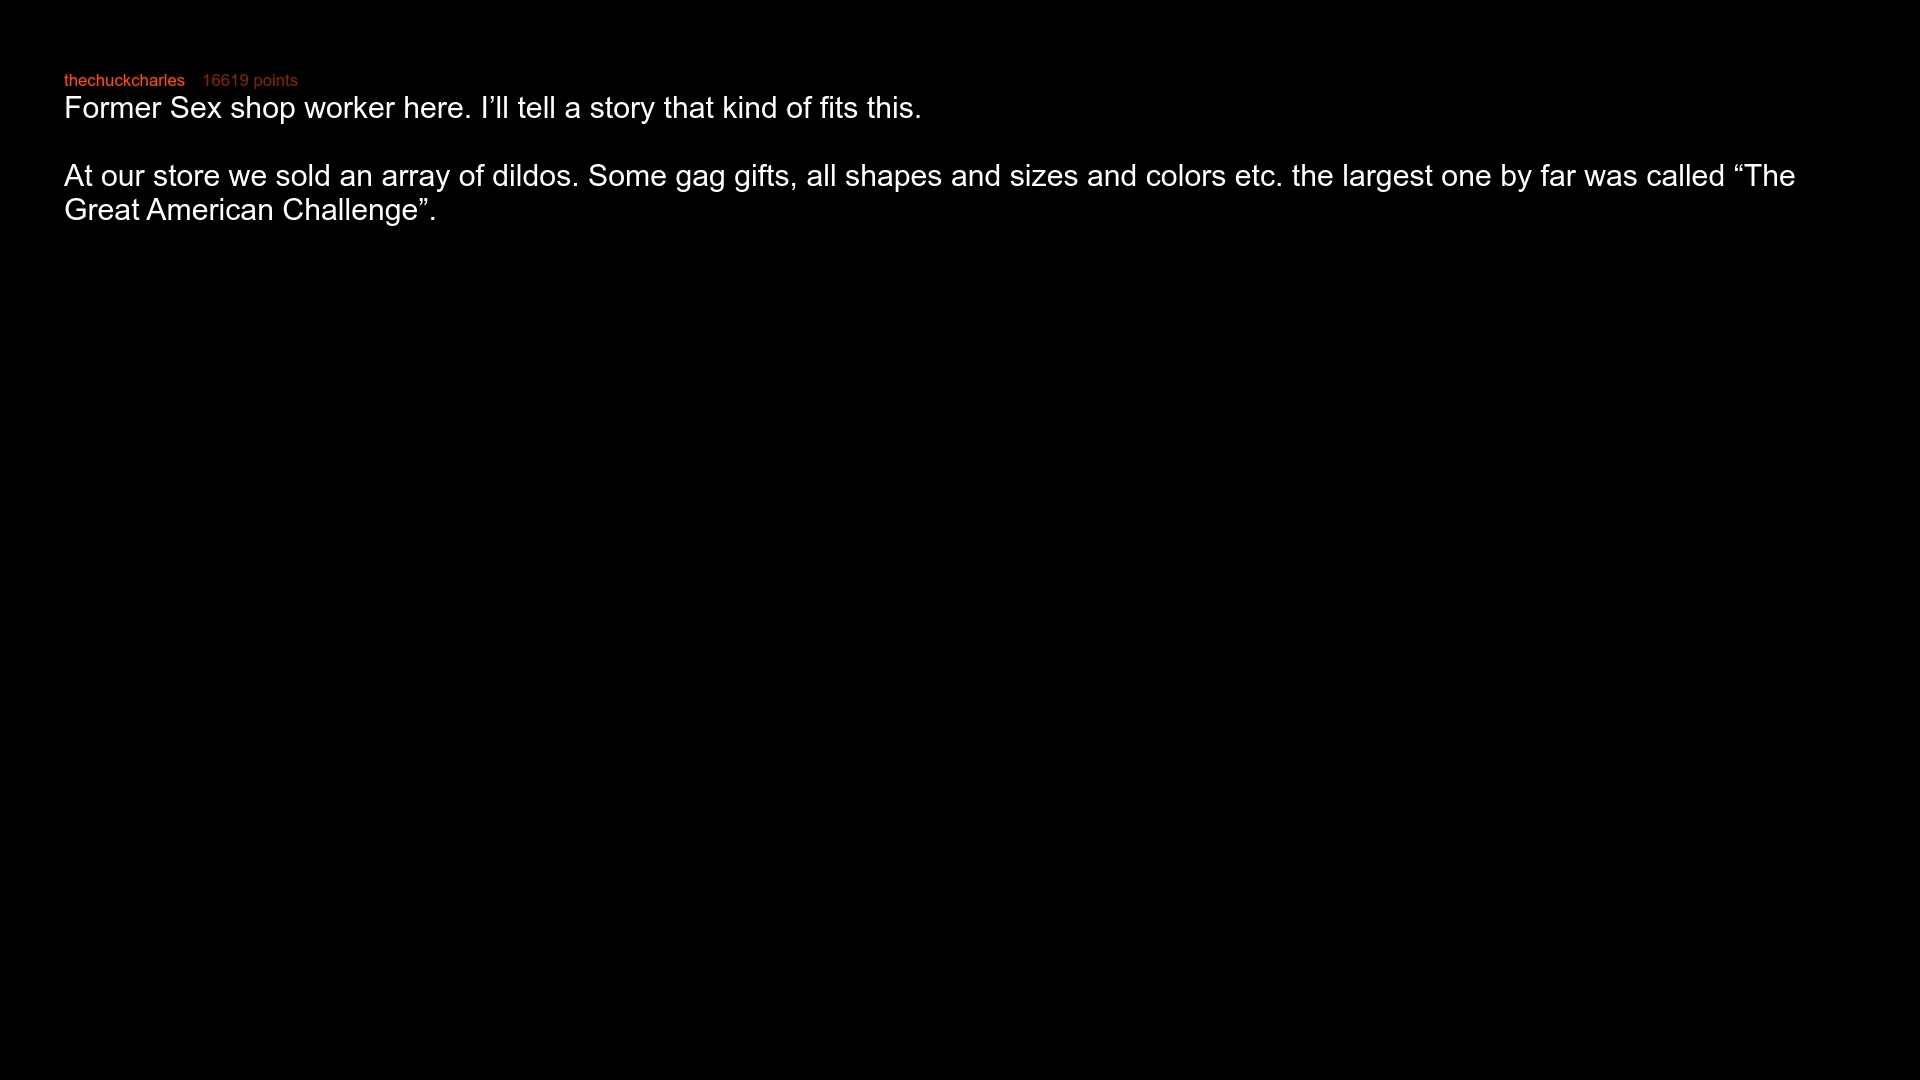 thechuckcharles 16619 points
Former Sex shop worker here. I’ll tell a story that kind of fits this.
At our store we sold an array of dildos. Some gag gifts, all shapes and sizes and colors etc. the largest one by far was called “The
Great American Challenge”.